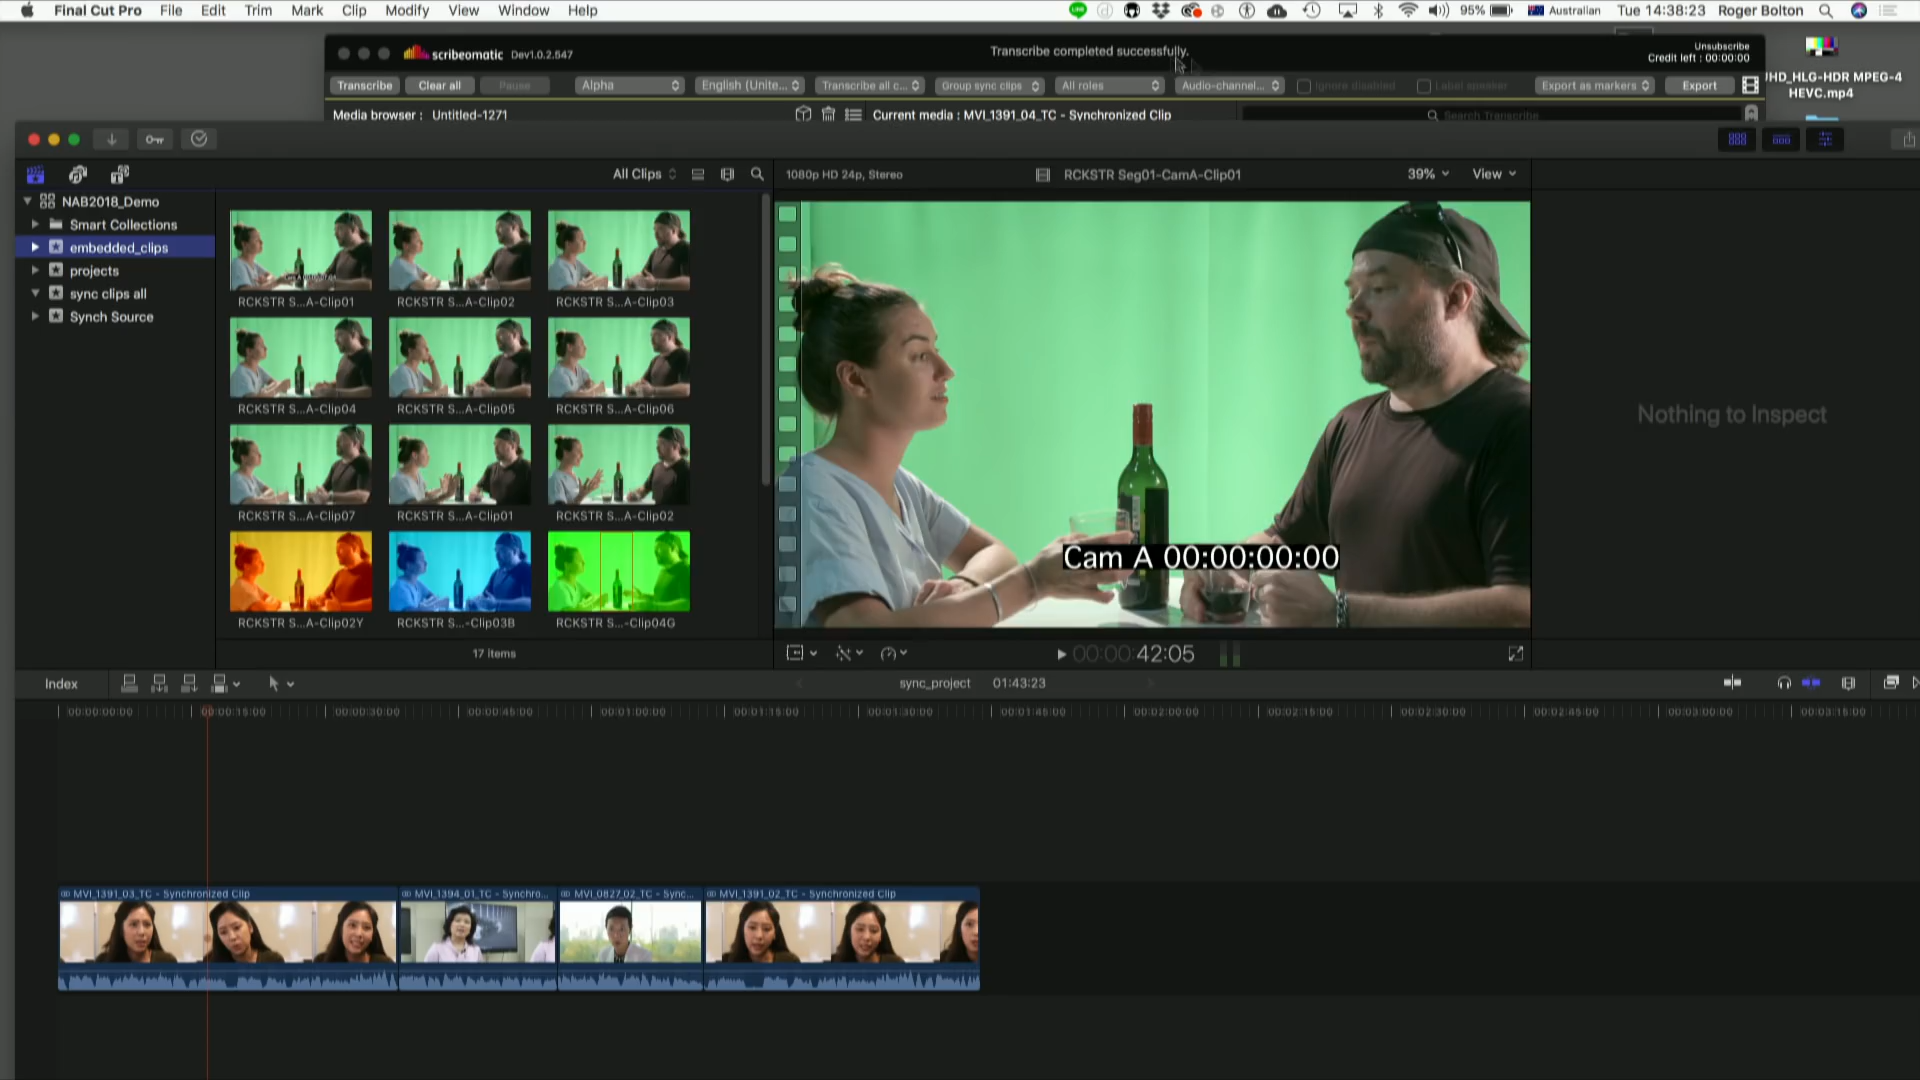 Final Cut Pro File Edit Trim Mark Clip Modify View Window Help 95% Australian Tue 14:38:23 Roger Bolton
scribeomatic Dev1.0.2.547 Transcribe completed successfully. Unsubscribe
Credit left : 00:00:00
Transcribe Clear all Pause Alpha English (Unite... Transcribe all c... Group sync clips All roles Audio-channel... Ignore disabled Label speaker Export as markers Export
JHD_HLG-HDR MPEG-4
HEVC.mp4
Media browser : Untitled-1271 Current media : MVI_1391_04_TC - Synchronized Clip Search Transcribe
All Clips 1080p HD 24p, Stereo RCKSTR Seg01-CamA-Clip01 39% View
NAB2018_Demo
Smart Collections
embedded_clips
projects
sync clips all
Synch Source
RCKSTR S...A-Clip01 RCKSTR S...A-Clip02 RCKSTR S...A-Clip03
RCKSTR S...A-Clip04 RCKSTR S...A-Clip05 RCKSTR S...A-Clip06
RCKSTR S...A-Clip07 RCKSTR S...A-Clip01 RCKSTR S...A-Clip02
RCKSTR S...A-Clip02Y RCKSTR S...-Clip03B RCKSTR S...-Clip04G
17 items
Cam A 00:00:00:00
Nothing to Inspect
00:00:42:05
Index sync_project 01:43:23
00:00:00:00 00:00:15:00 00:00:30:00 00:00:45:00 00:01:00:00 00:01:15:00 00:01:30:00 00:01:45:00 00:02:00:00 00:02:15:00 00:02:30:00 00:02:45:00 00:03:00:00 00:03:15:00
MVI_1391_03_TC - Synchronized Clip MVI_1394_01_TC - Synchro... MVI_0827_02_TC - Sync... MVI_1391_02_TC - Synchronized Clip